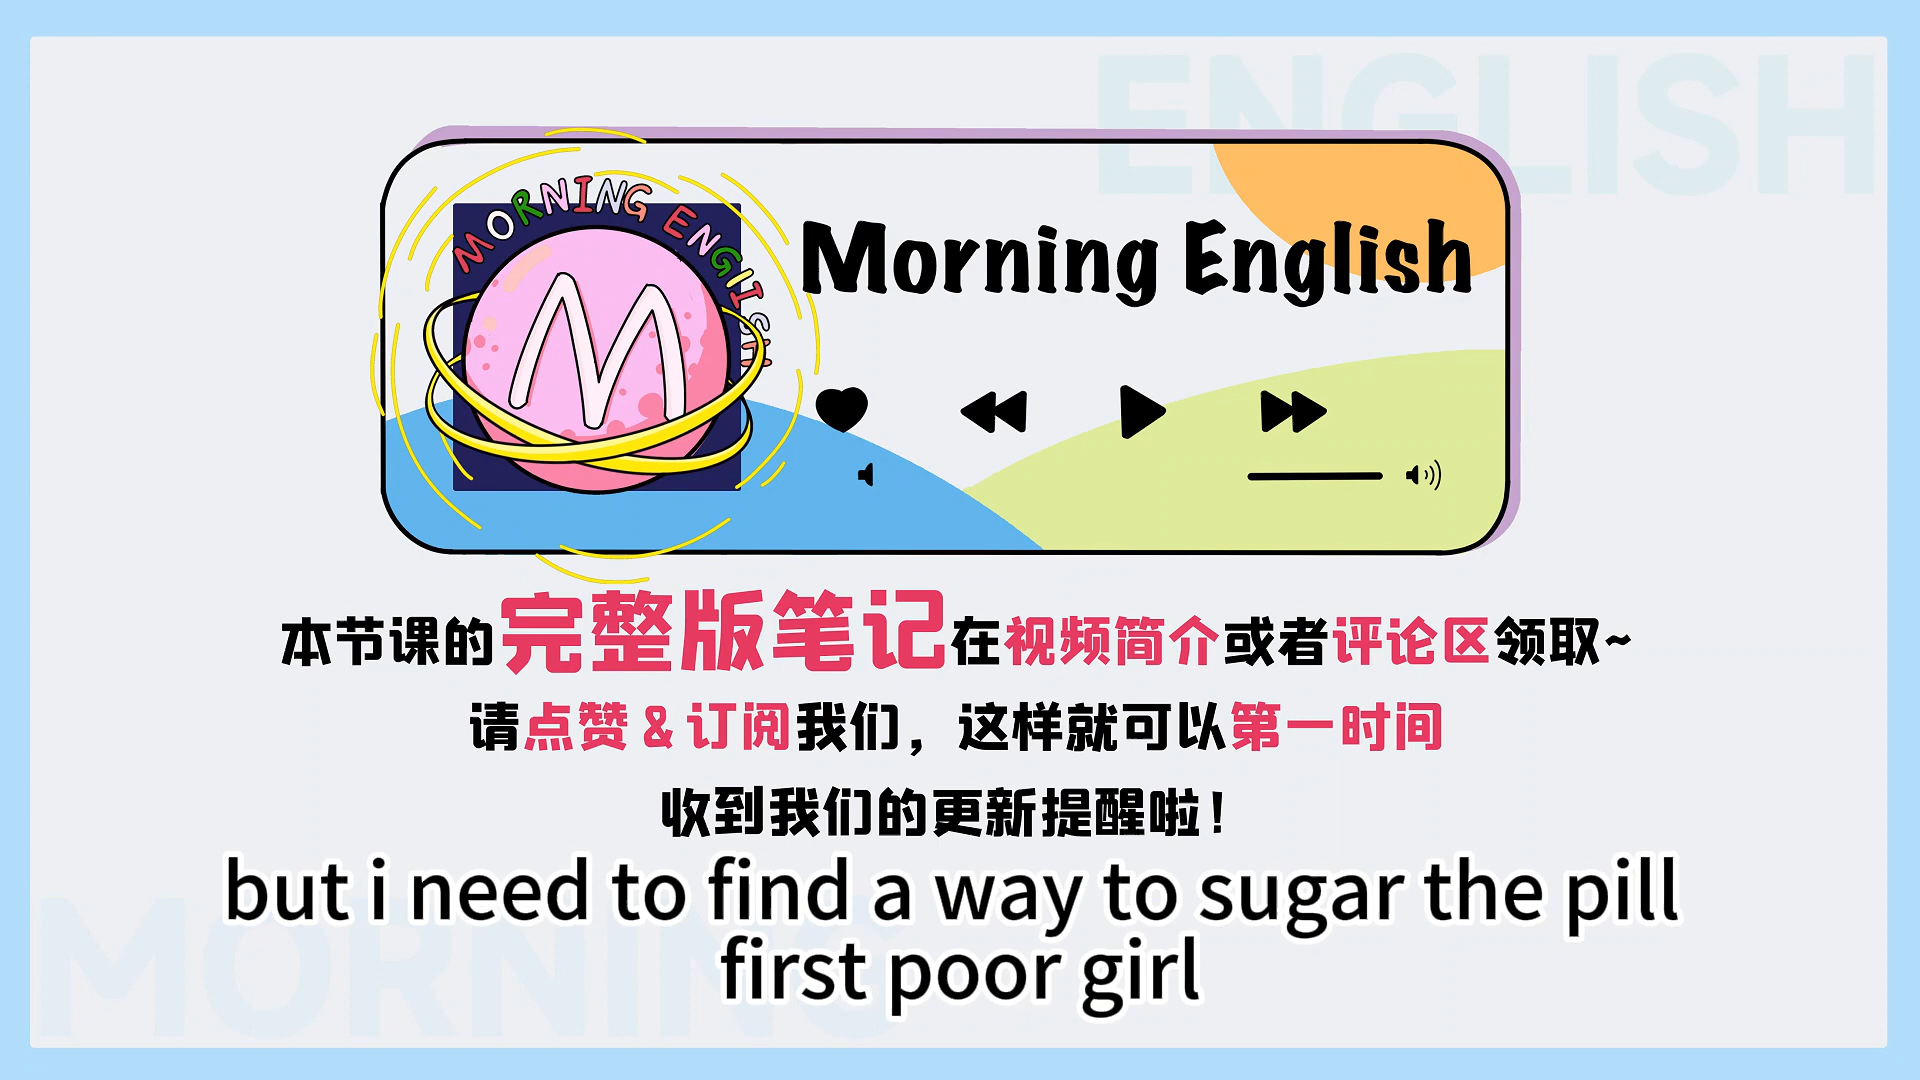 ENGLISH
MORNING ENGLISH
M
Morning English
本节课的完整版笔记在视频简介或者评论区领取~
请点赞&订阅我们，这样就可以第一时间
收到我们的更新提醒啦！
but i need to find a way to sugar the pill
first poor girl
MORNING